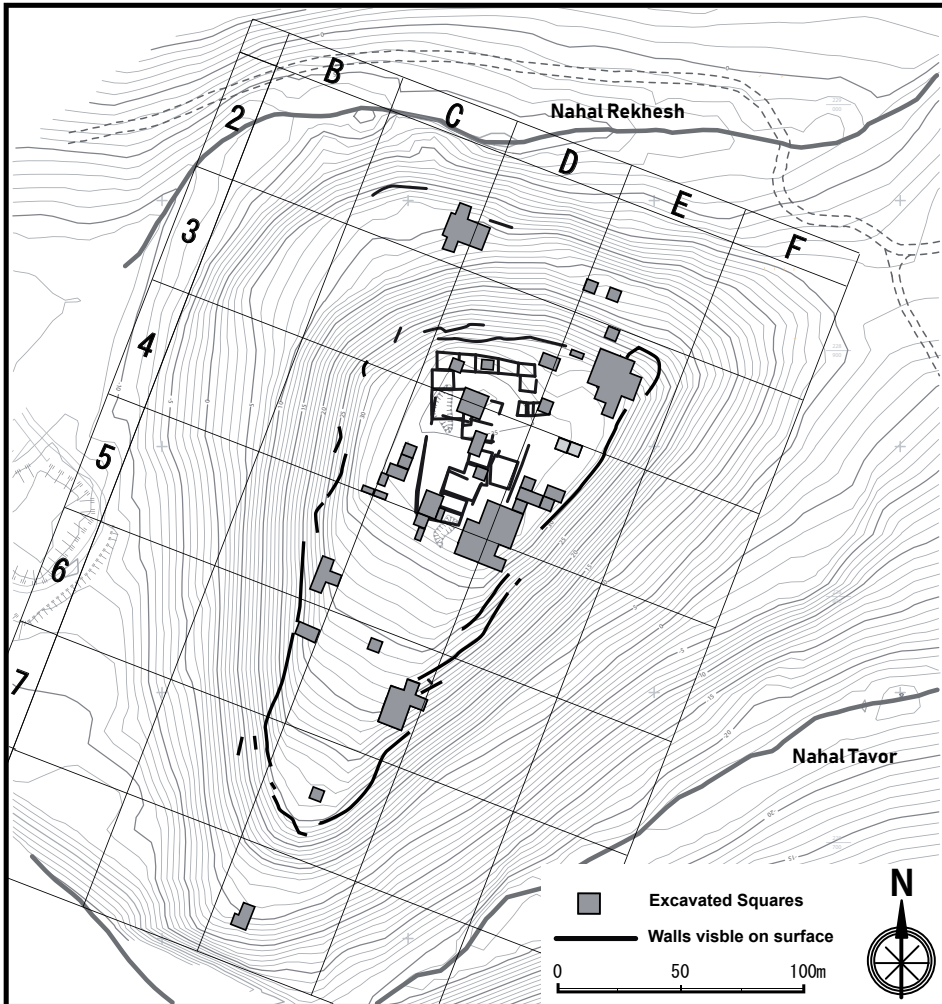 B
C
D
E
F
2
3
4
5
6
7
Nahal Rekhesh
Nahal Tavor
Excavated Squares
Walls visble on surface
0 50 100m
N